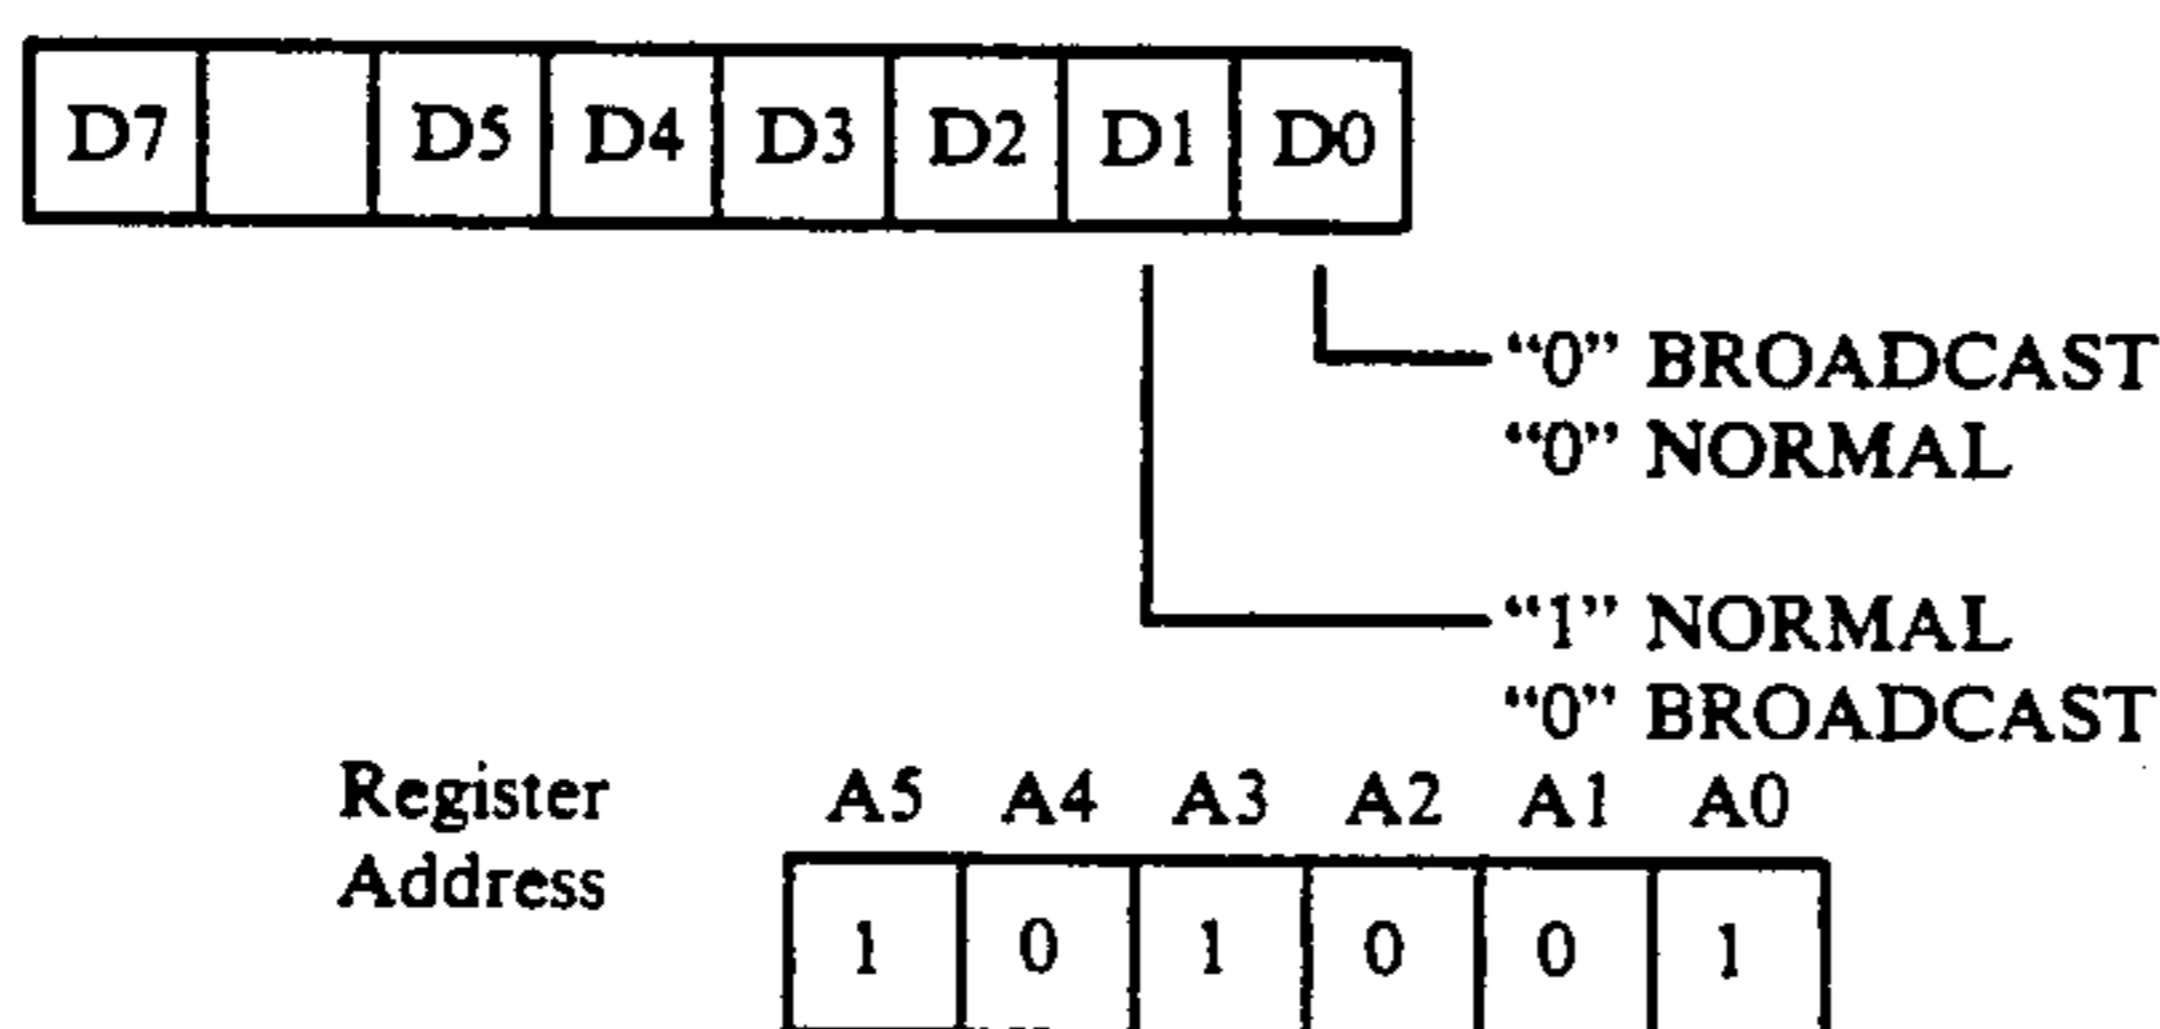 D7 D5 D4 D3 D2 D1 D0
“0” BROADCAST
“0” NORMAL
“1” NORMAL
“0” BROADCAST
Register Address
A5 A4 A3 A2 A1 A0
1 0 1 0 0 1